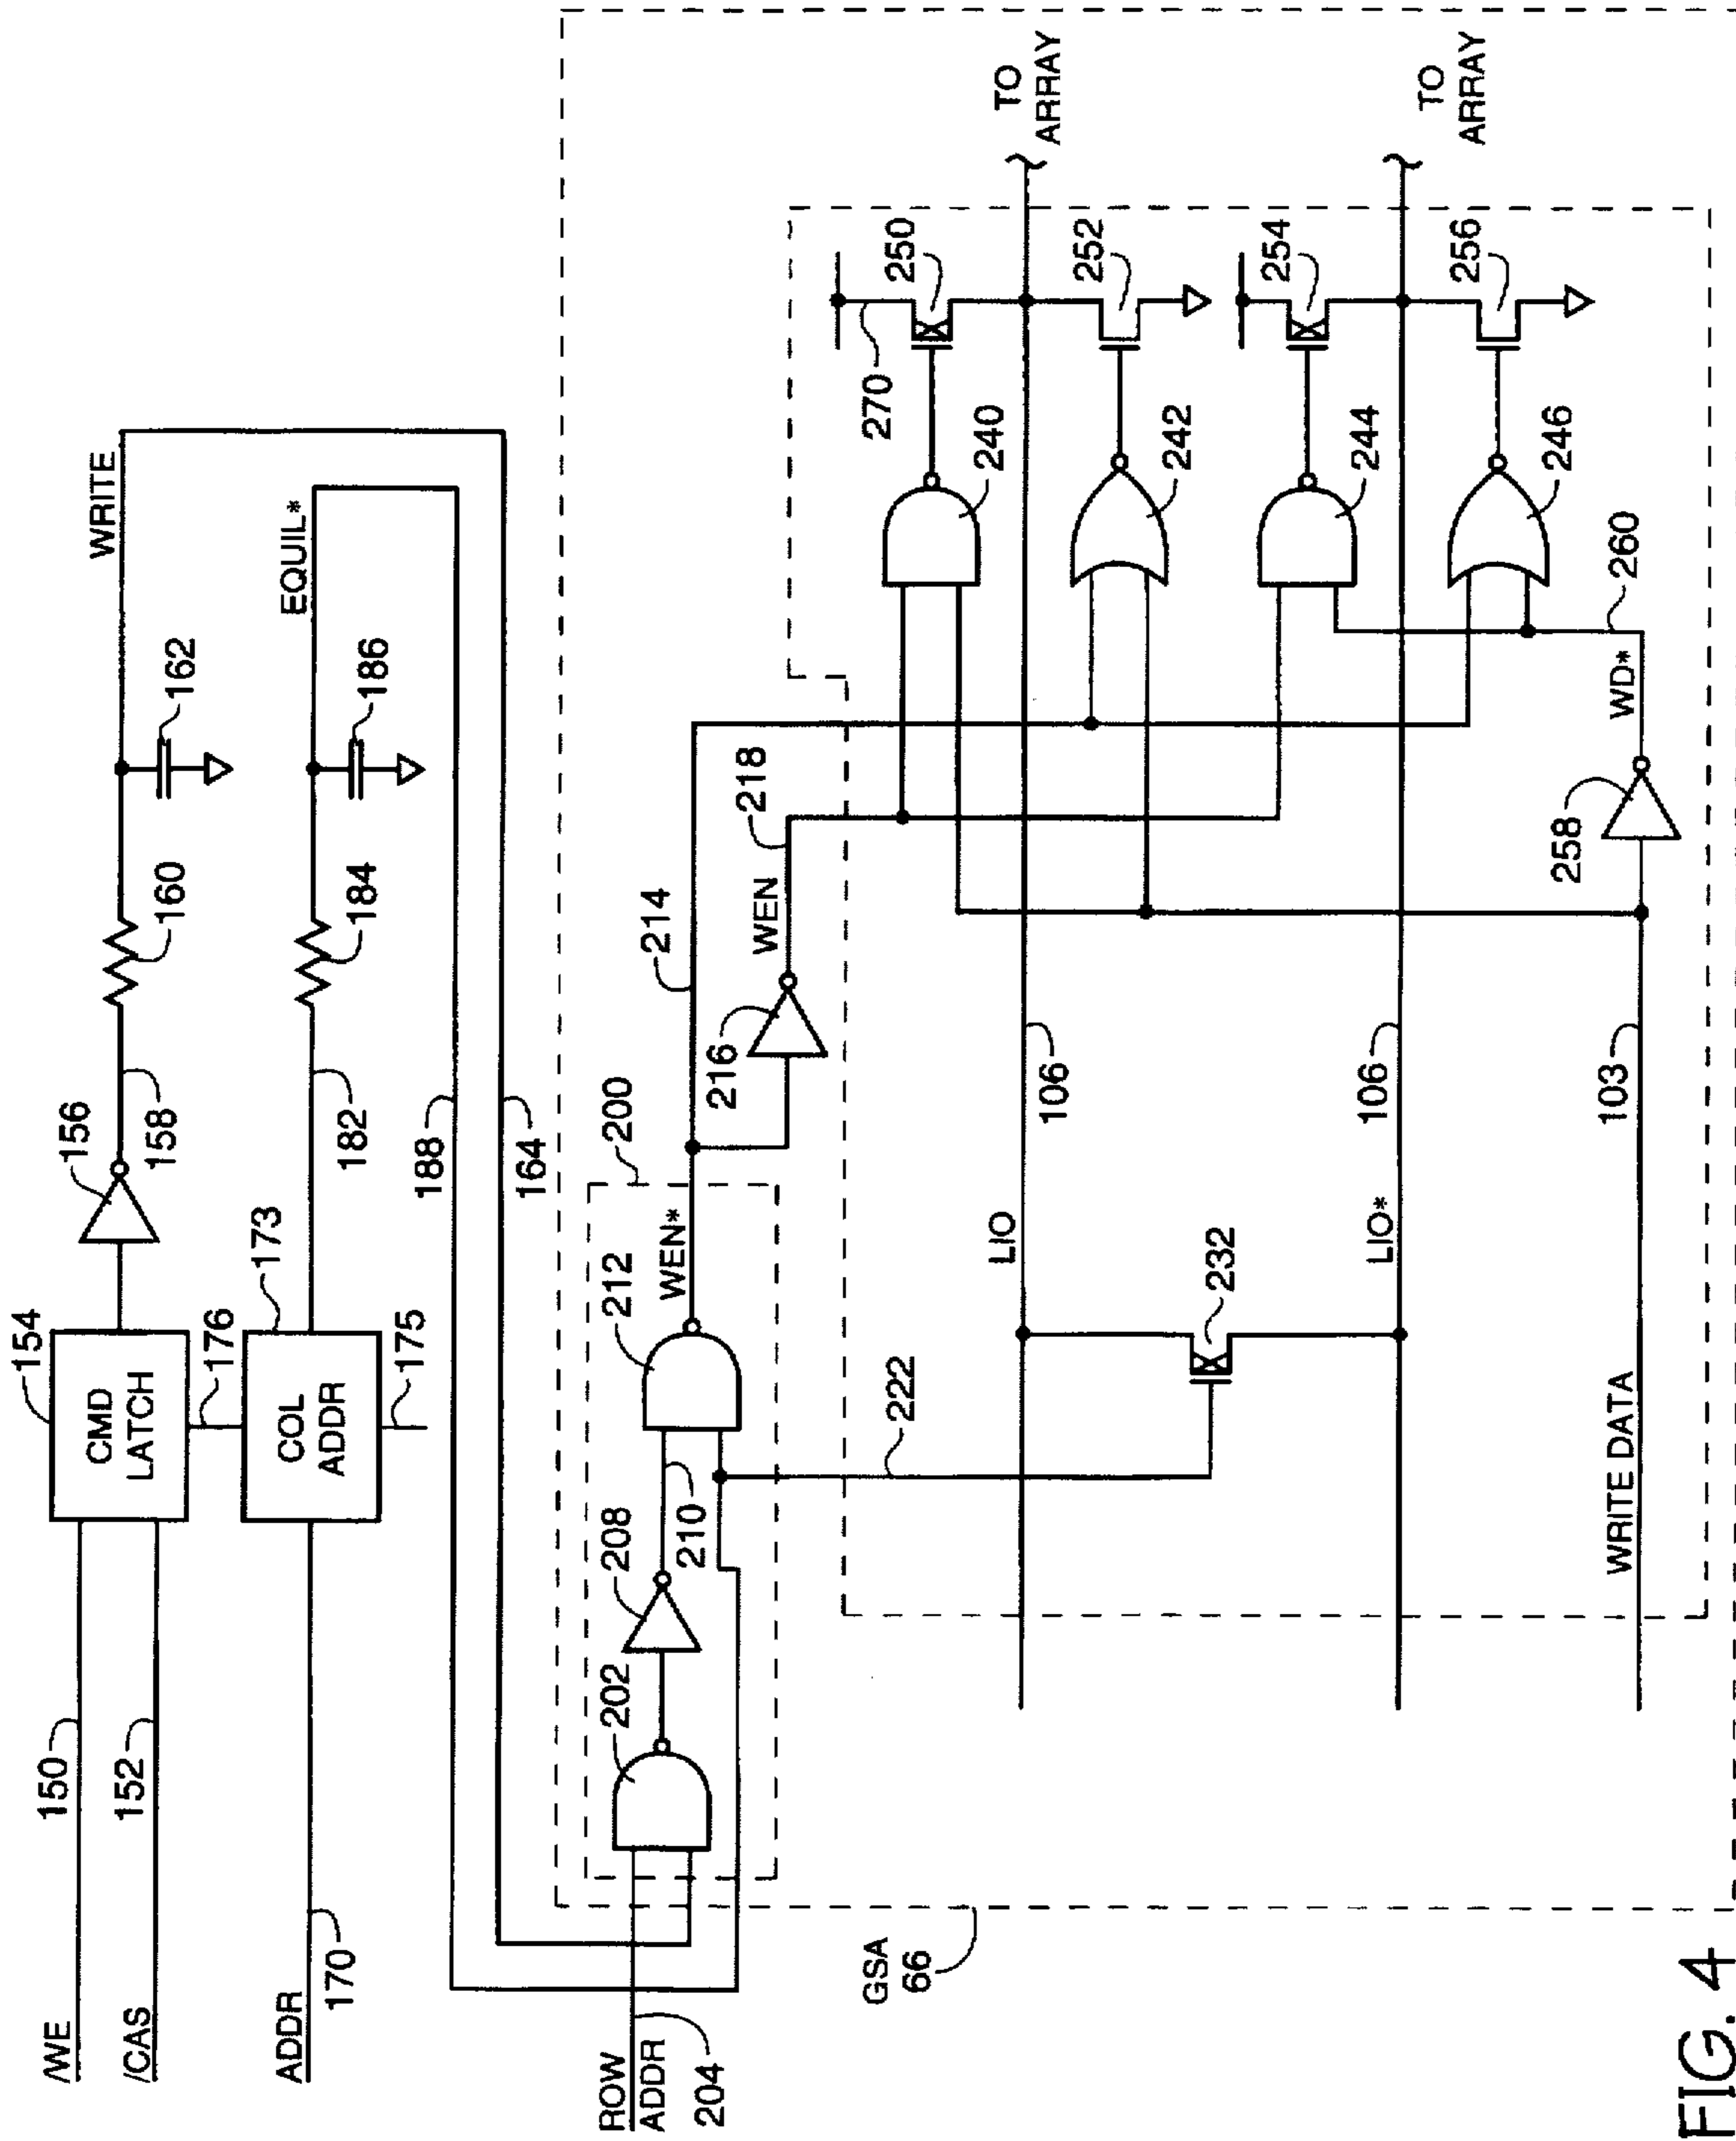 /WE
150
/CAS
152
154
CMD
LATCH
156
158
160
162
WRITE
176
ADDR
170
COL
ADDR
173
175
182
184
186
EQUIL*
188
164
ROW
ADDR
204
200
202
208
210
212
WEN*
214
216
WEN
218
222
GSA
66
LIO
106
TO
ARRAY
232
LIO*
106
TO
ARRAY
270
250
240
252
242
254
244
256
246
260
WD*
258
WRITE DATA
103
FIG. 4